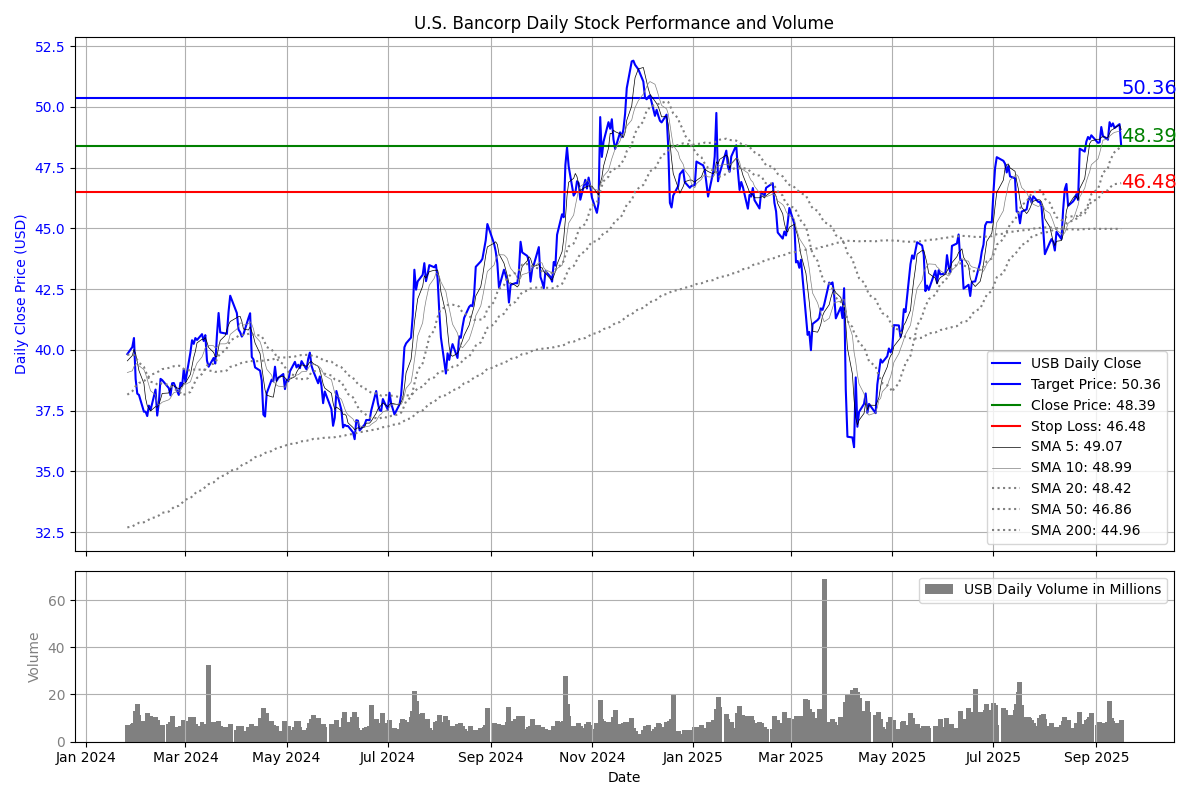 U.S. Bancorp Daily Stock Performance and Volume
Daily Close Price (USD)
52.5
50.0
47.5
45.0
42.5
40.0
37.5
35.0
32.5
50.36
48.39
46.48
USB Daily Close
Target Price: 50.36
Close Price: 48.39
Stop Loss: 46.48
SMA 5: 49.07
SMA 10: 48.99
SMA 20: 48.42
SMA 50: 46.86
SMA 200: 44.96
Volume
60
40
20
0
USB Daily Volume in Millions
Jan 2024
Mar 2024
May 2024
Jul 2024
Sep 2024
Nov 2024
Jan 2025
Mar 2025
May 2025
Jul 2025
Sep 2025
Date